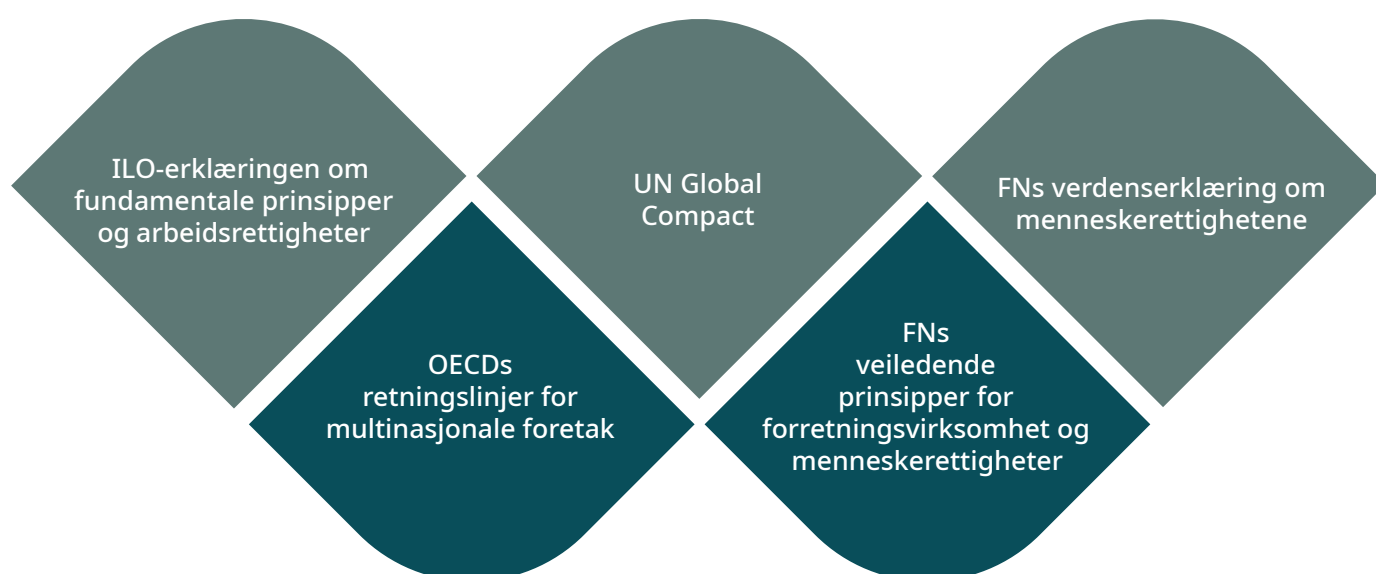 ILO-erklæringen om
fundamentale prinsipper
og arbeidsrettigheter
UN Global
Compact
FNs verdenserklæring om
menneskerettighetene
OECDs
retningslinjer for
multinasjonale foretak
FNs
veiledende
prinsipper for
forretningsvirksomhet og
menneskerettigheter